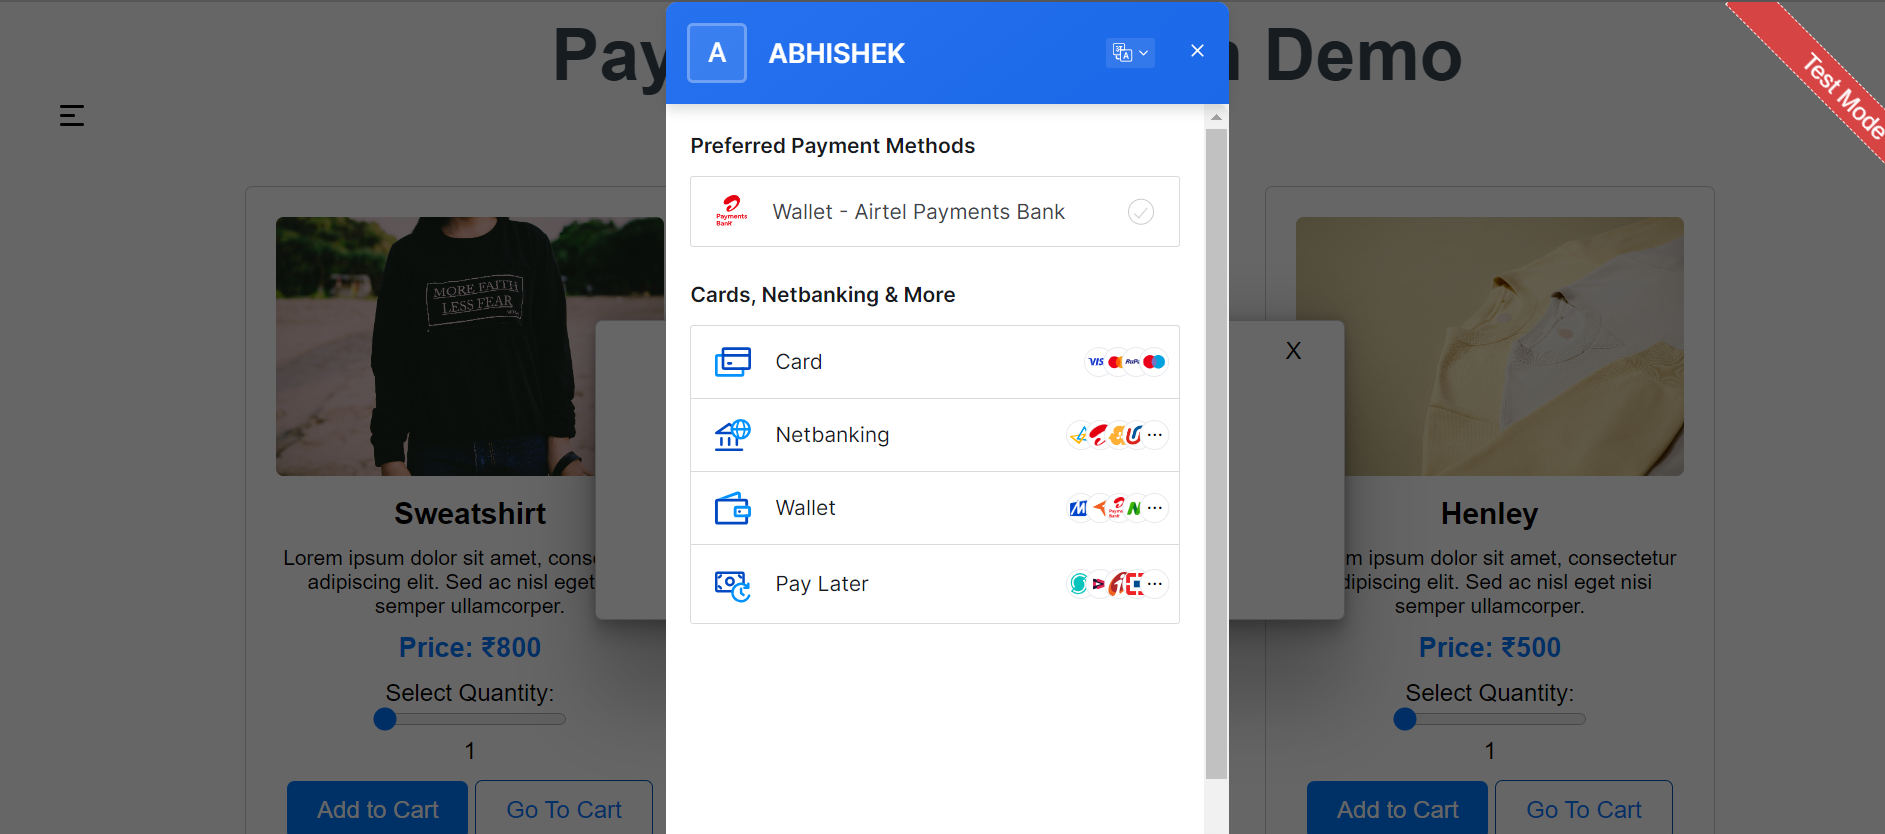 Pay
n Demo
Test Mode
A
ABHISHEK
Preferred Payment Methods
Payments
Bank
Wallet - Airtel Payments Bank
Cards, Netbanking & More
Card
VISA
RuPay
Netbanking
Wallet
Payments
Bank
Pay Later
X
MORE FAITH
LESS FEAR
Sweatshirt
Lorem ipsum dolor sit amet, conse
adipiscing elit. Sed ac nisl eget
semper ullamcorper.
Price: ₹800
Select Quantity:
1
Add to Cart
Go To Cart
Henley
m ipsum dolor sit amet, consectetur
dipiscing elit. Sed ac nisl eget nisi
semper ullamcorper.
Price: ₹500
Select Quantity:
1
Add to Cart
Go To Cart